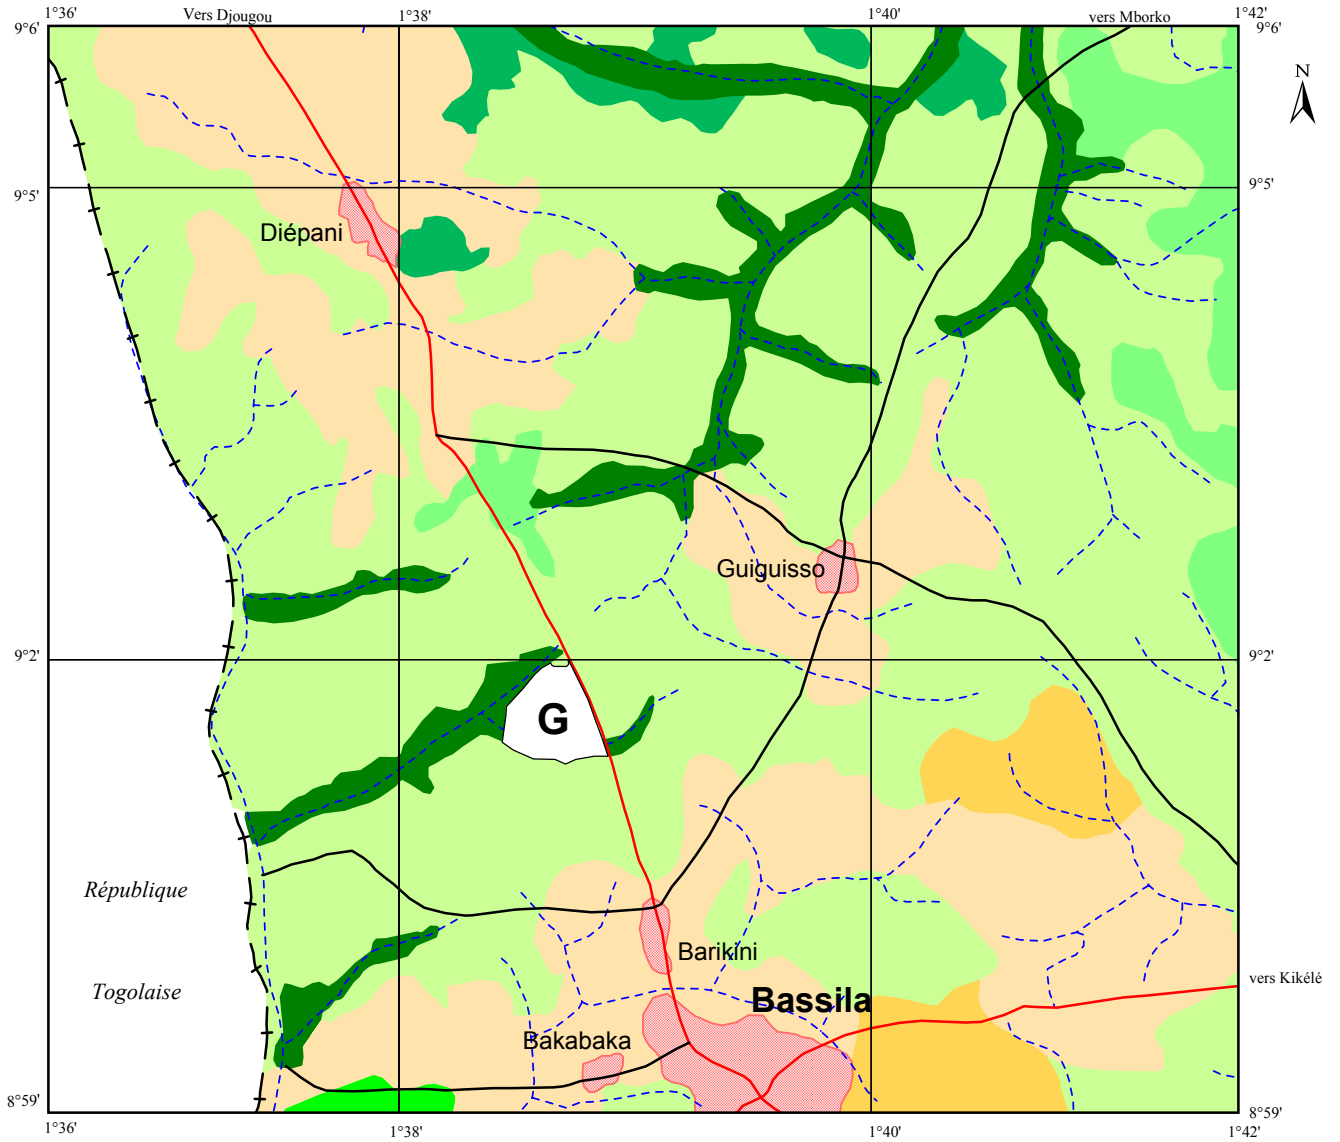 1°36'
Vers Djougou
1°38'
1°40'
vers Mborko
1°42'
9°6'
9°6'
N
9°5'
9°5'
Diépani
Guiguisso
9°2'
9°2'
G
République
Barikini
Togolaise
Bassila
vers Kikélé
Bakabaka
8°59'
8°59'
1°36'
1°38'
1°40'
1°42'